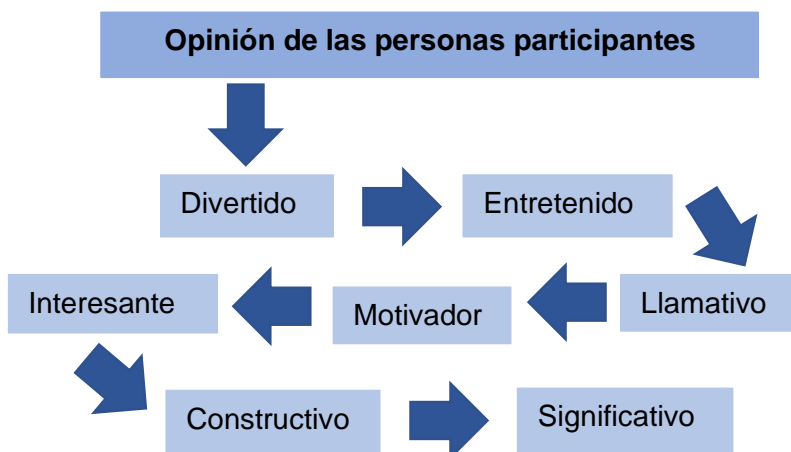 Opinión de las personas participantes
Divertido
Entretenido
Llamativo
Motivador
Interesante
Constructivo
Significativo